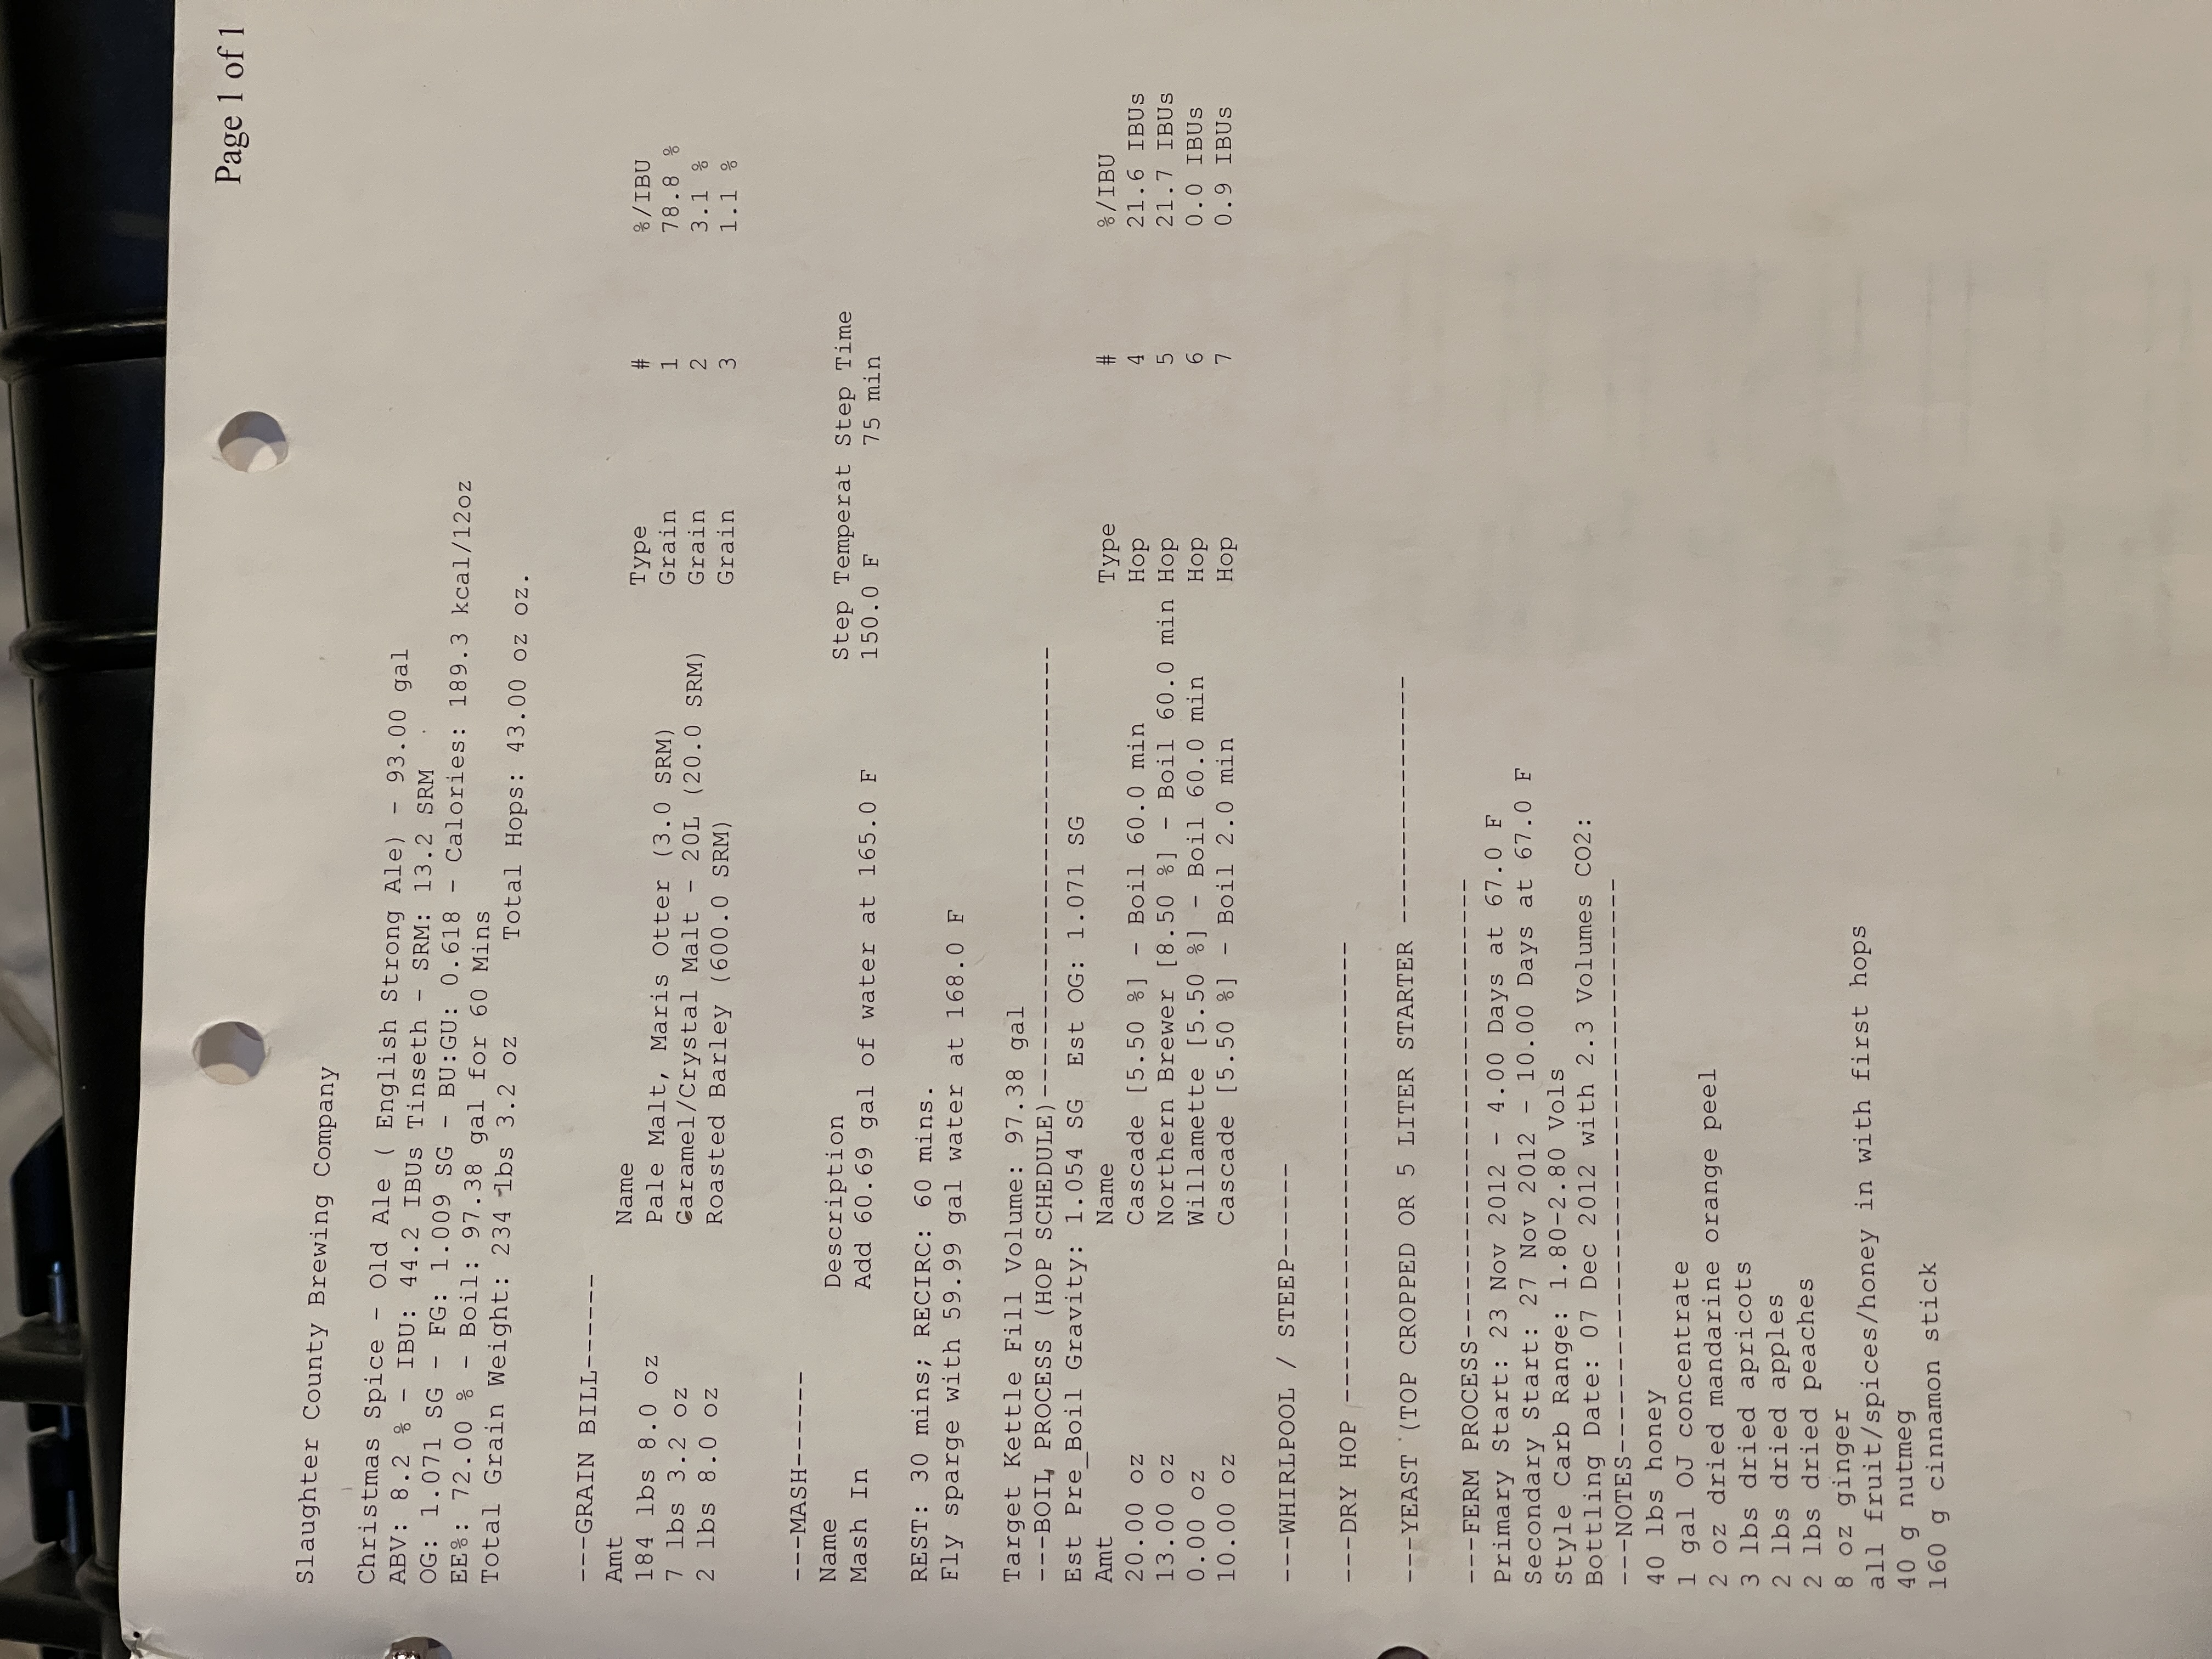 Page 1 of 1
Slaughter County Brewing Company
Christmas Spice - Old Ale ( English Strong Ale) - 93.00 gal
ABV: 8.2 % - IBU: 44.2 IBUs Tinseth - SRM: 13.2 SRM
OG: 1.071 SG - FG: 1.009 SG - BU:GU: 0.618 - Calories: 189.3 kcal/12oz
EE%: 72.00 % - Boil: 97.38 gal for 60 Mins
Total Grain Weight: 234 lbs 3.2 oz Total Hops: 43.00 oz oz.
---GRAIN BILL------
Amt Name Type # %/IBU
184 lbs 8.0 oz Pale Malt, Maris Otter (3.0 SRM) Grain 1 78.8 %
7 lbs 3.2 oz Caramel/Crystal Malt - 20L (20.0 SRM) Grain 2 3.1 %
2 lbs 8.0 oz Roasted Barley (600.0 SRM) Grain 3 1.1 %
---MASH------
Name Description Step Temperat Step Time
Mash In Add 60.69 gal of water at 165.0 F 150.0 F 75 min
REST: 30 mins; RECIRC: 60 mins.
Fly sparge with 59.99 gal water at 168.0 F
Target Kettle Fill Volume: 97.38 gal
---BOIL PROCESS (HOP SCHEDULE)----------------------------
Est Pre_Boil Gravity: 1.054 SG Est OG: 1.071 SG
Amt Name Type # %/IBU
20.00 oz Cascade [5.50 %] - Boil 60.0 min Hop 4 21.6 IBUs
13.00 oz Northern Brewer [8.50 %] - Boil 60.0 min Hop 5 21.7 IBUs
0.00 oz Willamette [5.50 %] - Boil 60.0 min Hop 6 0.0 IBUs
10.00 oz Cascade [5.50 %] - Boil 2.0 min Hop 7 0.9 IBUs
---WHIRLPOOL / STEEP------
---DRY HOP -----------------------------
---YEAST (TOP CROPPED OR 5 LITER STARTER ----------------
---FERM PROCESS-----------------------------
Primary Start: 23 Nov 2012 - 4.00 Days at 67.0 F
Secondary Start: 27 Nov 2012 - 10.00 Days at 67.0 F
Style Carb Range: 1.80-2.80 Vols
Bottling Date: 07 Dec 2012 with 2.3 Volumes CO2:
---NOTES------------------------------------
40 lbs honey
1 gal OJ concentrate
2 oz dried mandarine orange peel
3 lbs dried apricots
2 lbs dried apples
2 lbs dried peaches
8 oz ginger
all fruit/spices/honey in with first hops
40 g nutmeg
160 g cinnamon stick